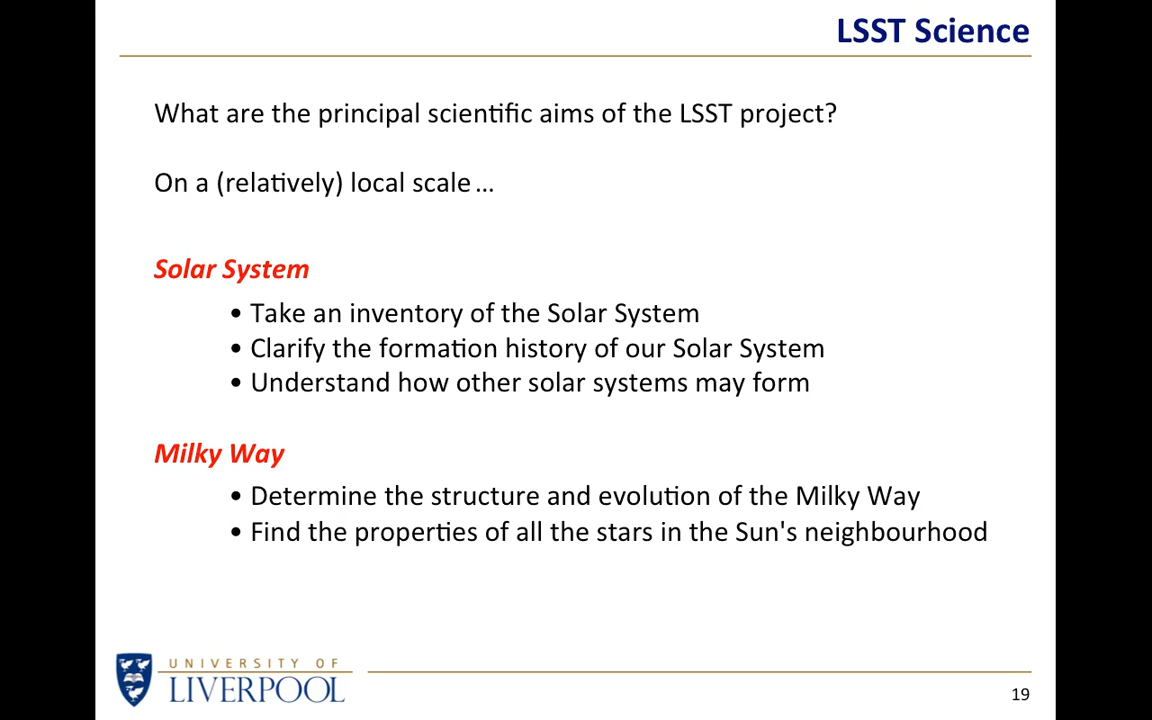 LSST Science
What are the principal scientific aims of the LSST project?
On a (relatively) local scale...
Solar System
• Take an inventory of the Solar System
• Clarify the formation history of our Solar System
• Understand how other solar systems may form
Milky Way
• Determine the structure and evolution of the Milky Way
• Find the properties of all the stars in the Sun's neighbourhood
UNIVERSITY OF
LIVERPOOL
19